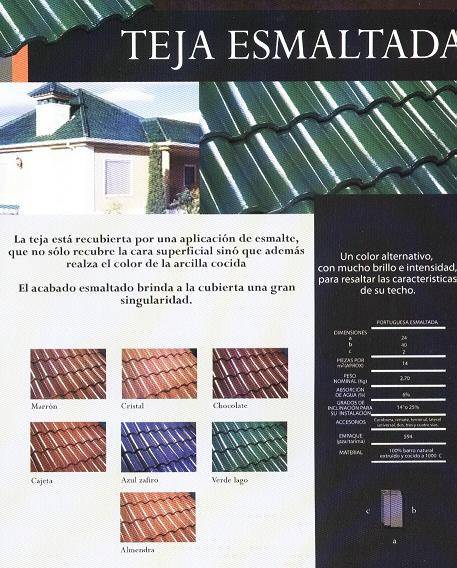 TEJA ESMALTADA
La teja está recubierta por una aplicación de esmalte,
que no sólo recubre la cara superficial sinó que además
realza el color de la arcilla cocida
El acabado esmaltado brinda a la cubierta una gran
singularidad.
Un color alternativo,
con mucho brillo e intensidad,
para resaltar las características
de su techo.
Marrón
Cristal
Chocolate
Cajeta
Azul zafiro
Verde lago
Almendra
PORTUGUESA ESMALTADA
DIMENSIONES
a 24
b 40
2
PIEZAS POR
m² (APROX) 14
PESO
NOMINAL (Kg) 2.70
ABSORCIÓN
DE AGUA (%) 6%
GRADOS DE
INCLINACIÓN PARA
SU INSTALACIÓN 14° o 25%
ACCESORIOS Cumbrera, remate, terminal, lateral
universal, dos, tres y cuatro vías.
EMPAQUE
(pza/tarima) 594
MATERIAL 100% barro natural
extruido y cocido a 1000 C
c b
a